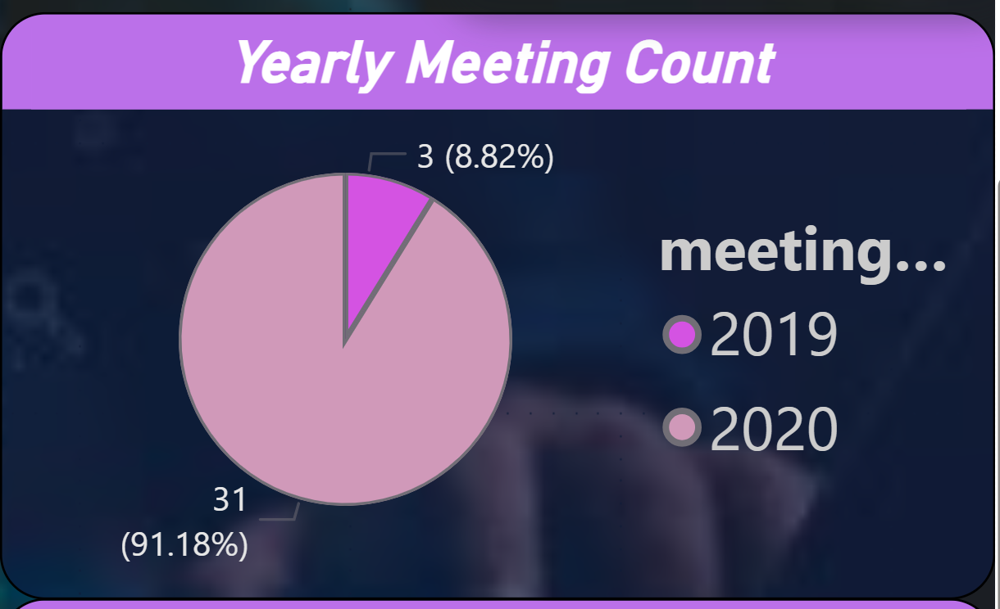 Yearly Meeting Count
3 (8.82%)
meeting...
2019
2020
31
(91.18%)